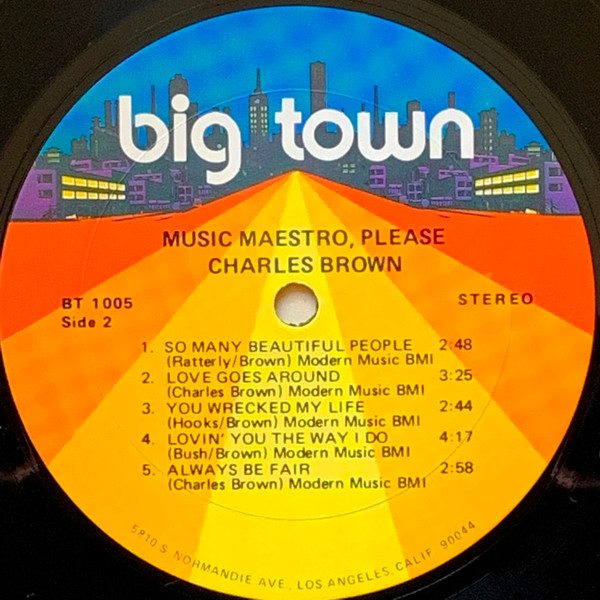 big town
MUSIC MAESTRO, PLEASE
CHARLES BROWN
BT 1005
Side 2
STEREO
1. SO MANY BEAUTIFUL PEOPLE 2:48
(Ratterly/Brown) Modern Music BMI
2. LOVE GOES AROUND 3:25
(Charles Brown) Modern Music BMI
3. YOU WRECKED MY LIFE 2:44
(Hooks/Brown) Modern Music BMI
4. LOVIN' YOU THE WAY I DO 4:17
(Bush/Brown) Modern Music BMI
5. ALWAYS BE FAIR 2:58
(Charles Brown) Modern Music BMI
5810 S. NORMANDIE AVE., LOS ANGELES, CALIF. 90044